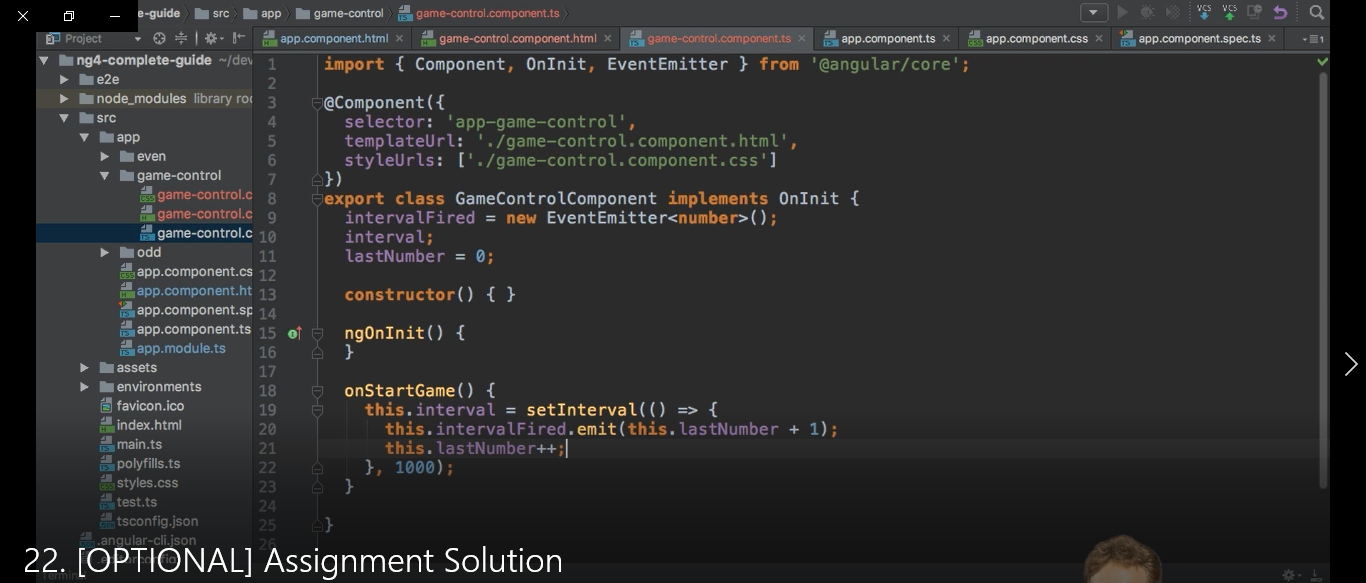 e-guide src app game-control game-control.component.ts
VCS VCS
Project
app.component.html game-control.component.html game-control.component.ts app.component.ts app.component.css app.component.spec.ts
ng4-complete-guide ~/dev
e2e
node_modules library roo
src
app
even
game-control
game-control.c
game-control.c
game-control.c
odd
app.component.cs
app.component.ht
app.component.sp
app.component.ts
app.module.ts
assets
environments
favicon.ico
index.html
main.ts
polyfills.ts
styles.css
test.ts
tsconfig.json
.angular-cli.json
1 import { Component, OnInit, EventEmitter } from '@angular/core';
2
3 @Component({
4 selector: 'app-game-control',
5 templateUrl: './game-control.component.html',
6 styleUrls: ['./game-control.component.css']
7 })
8 export class GameControlComponent implements OnInit {
9 intervalFired = new EventEmitter<number>();
10 interval;
11 lastNumber = 0;
12
13 constructor() { }
14
15 ngOnInit() {
16 }
17
18 onStartGame() {
19 this.interval = setInterval(() => {
20 this.intervalFired.emit(this.lastNumber + 1);
21 this.lastNumber++;
22 }, 1000);
23 }
24
25 }
26
22. [OPTIONAL] Assignment Solution